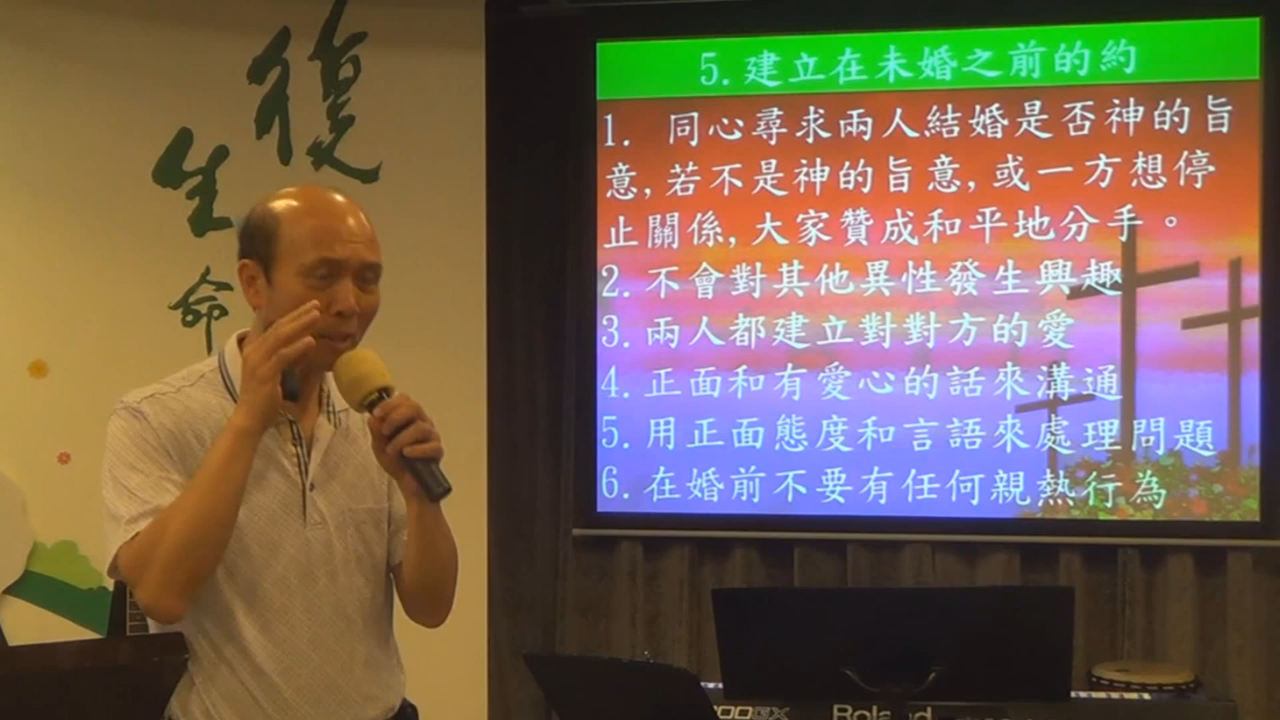 復
生
命
5. 建立在未婚之前的約
1. 同心尋求兩人結婚是否神的旨
意,若不是神的旨意,或一方想停
止關係,大家贊成和平地分手。
2. 不會對其他異性發生興趣
3. 兩人都建立對對方的愛
4. 正面和有愛心的話來溝通
5. 用正面態度和言語來處理問題
6. 在婚前不要有任何親熱行為
Roland